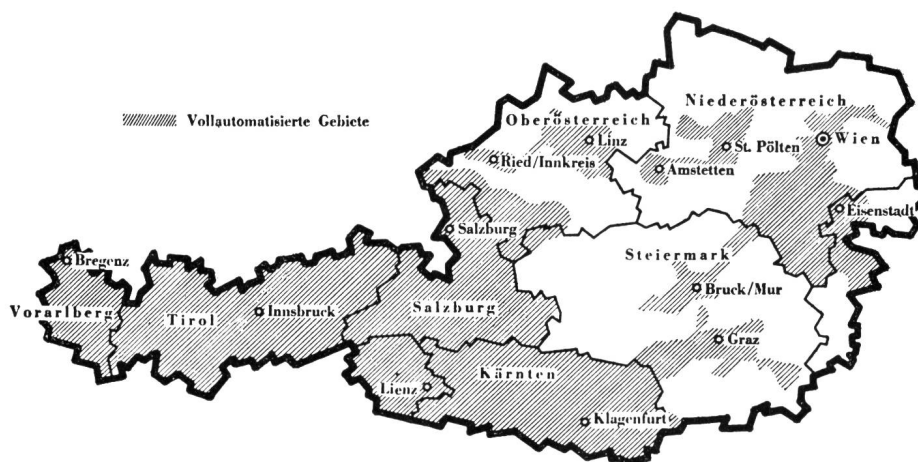 Niederösterreich
Oberösterreich
Vollautomatisierte Gebiete
Linz
Wien
St. Pölten
Ried/Innkreis
Amstetten
Eisenstadt
Salzburg
Steiermark
Bregenz
Bruck/Mur
Vorarlberg
Tirol
Innsbruck
Salzburg
Graz
Kärnten
Lienz
Klagenfurt